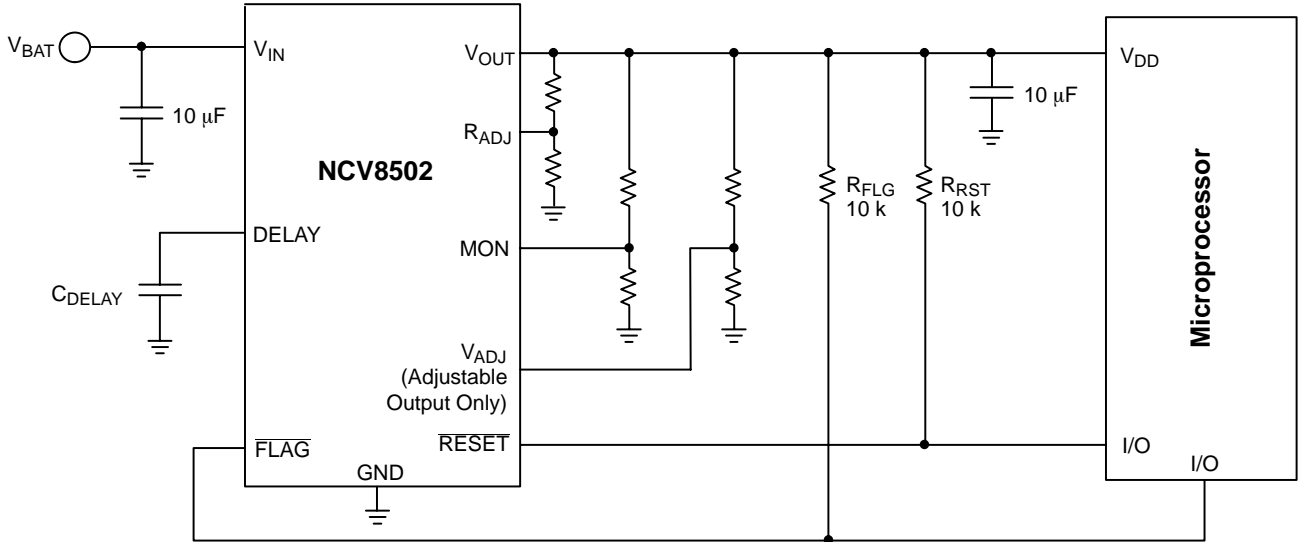 V_BAT
V_IN
10 μF
DELAY
C_DELAY
FLAG
GND
NCV8502
V_OUT
R_ADJ
MON
V_ADJ
(Adjustable
Output Only)
RESET
R_FLG
10 k
R_RST
10 k
10 μF
V_DD
Microprocessor
I/O
I/O